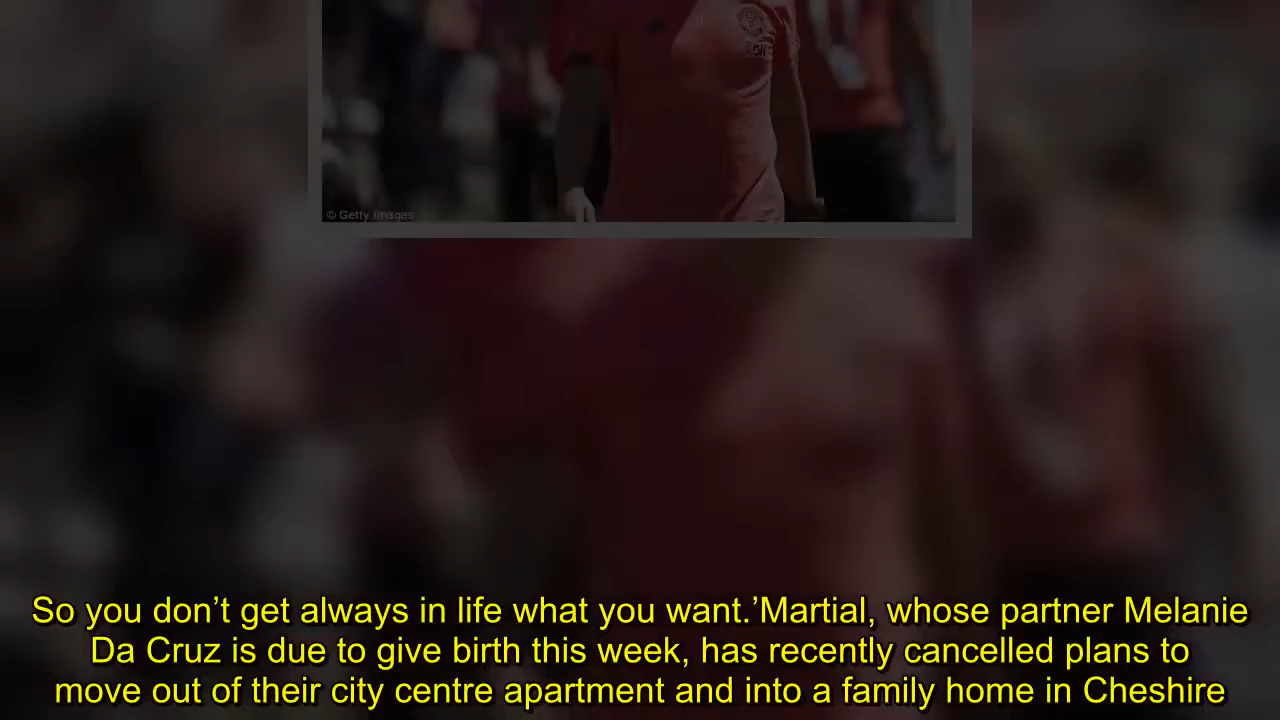 © Getty Images
So you don’t get always in life what you want.’Martial, whose partner Melanie
Da Cruz is due to give birth this week, has recently cancelled plans to
move out of their city centre apartment and into a family home in Cheshire